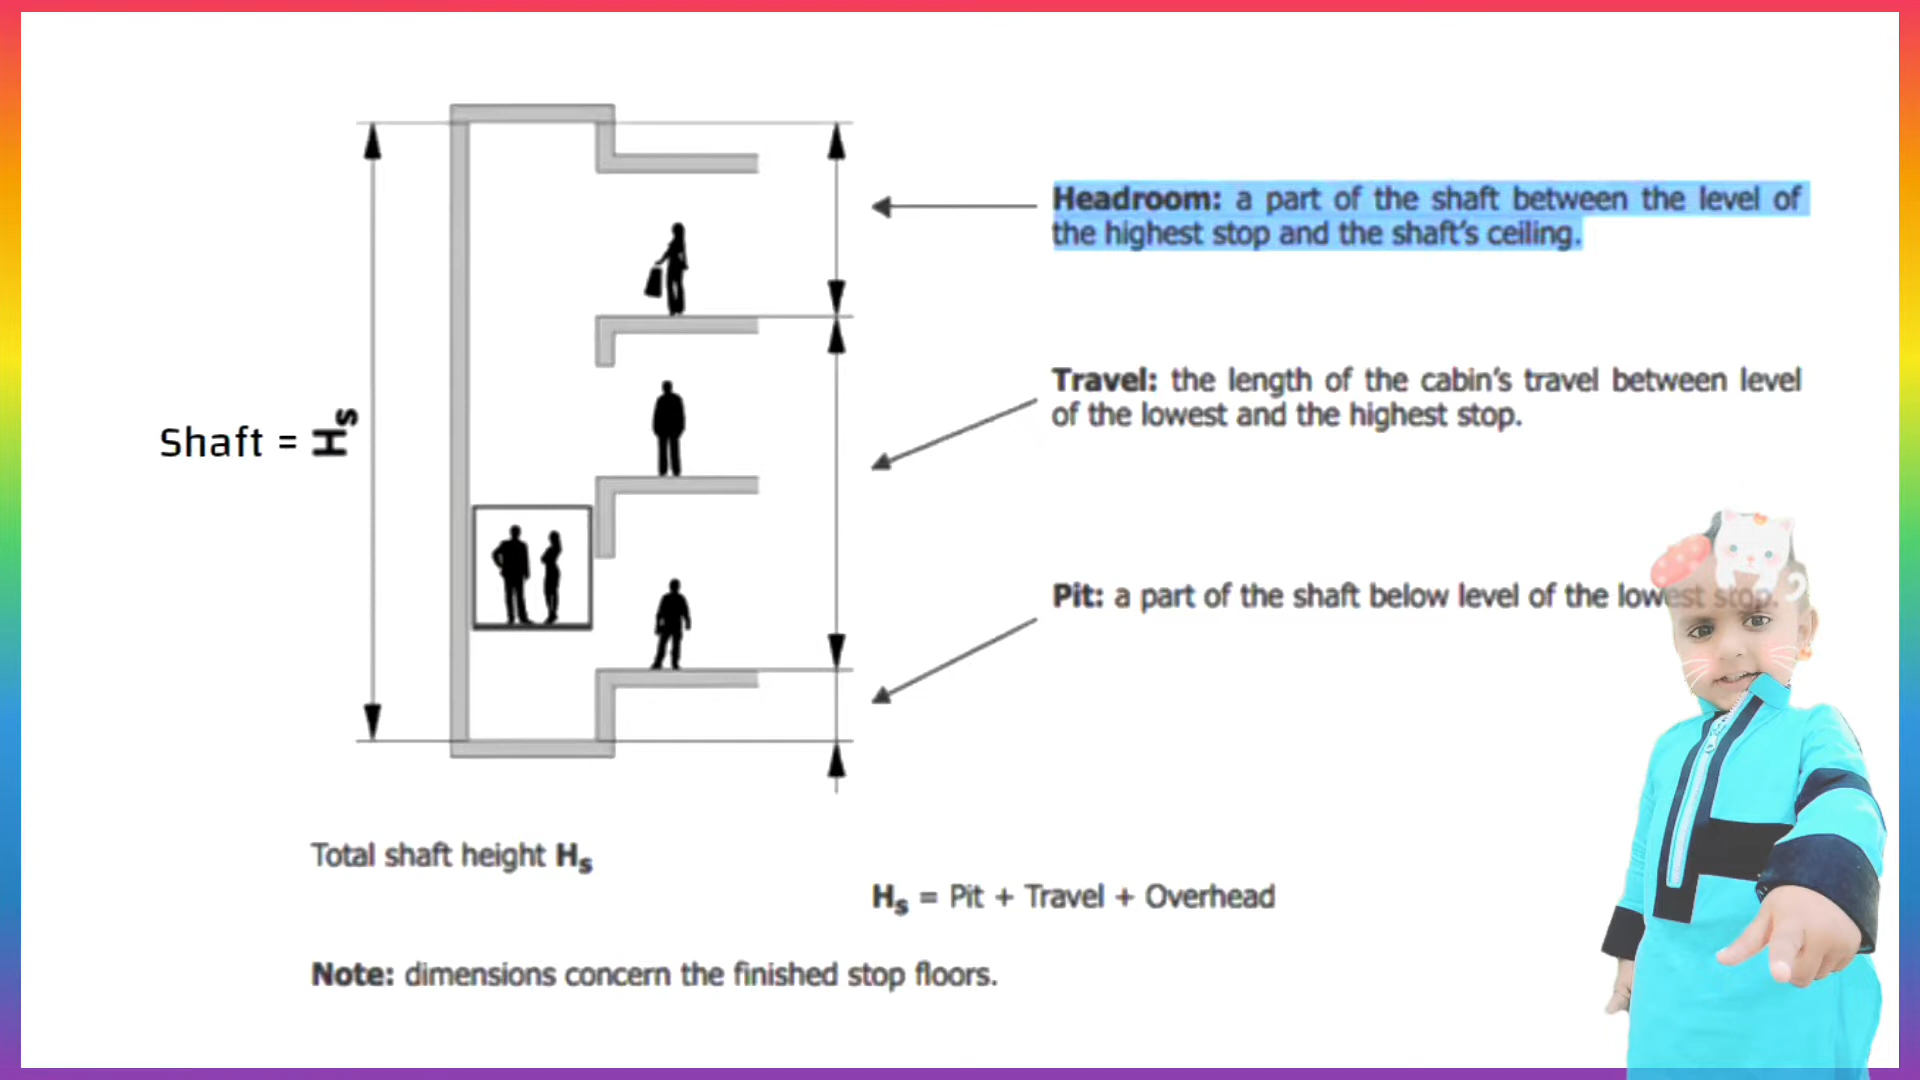 Headroom: a part of the shaft between the level of
the highest stop and the shaft's ceiling.
Travel: the length of the cabin's travel between level
of the lowest and the highest stop.
Shaft = Hs
Pit: a part of the shaft below level of the lowest stop.
Total shaft height Hs
Hs = Pit + Travel + Overhead
Note: dimensions concern the finished stop floors.